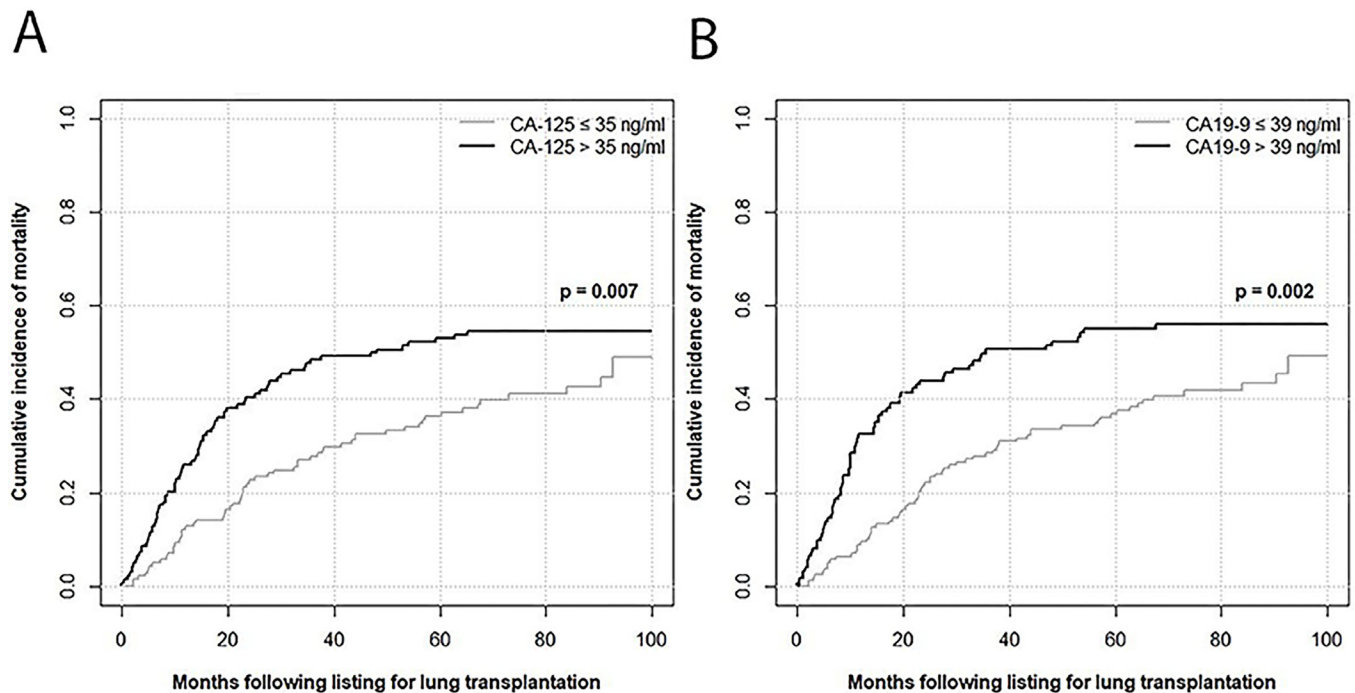 A
CA-125 ≤ 35 ng/ml
CA-125 > 35 ng/ml
p = 0.007
Cumulative incidence of mortality
1.0
0.8
0.6
0.4
0.2
0.0
0 20 40 60 80 100
Months following listing for lung transplantation
B
CA19-9 ≤ 39 ng/ml
CA19-9 > 39 ng/ml
p = 0.002
Cumulative incidence of mortality
1.0
0.8
0.6
0.4
0.2
0.0
0 20 40 60 80 100
Months following listing for lung transplantation